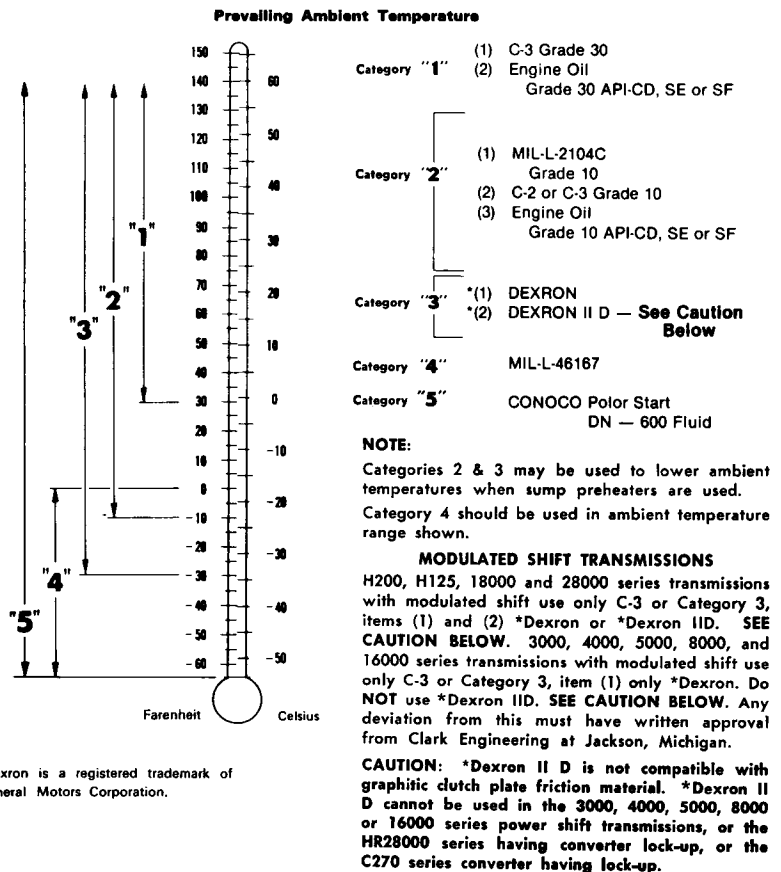 Prevailing Ambient Temperature
150
140
130
120
110
100
90
80
70
60
50
40
30
20
10
0
-10
-20
-30
-40
-50
-60
60
50
40
30
20
10
0
-10
-20
-30
-40
-50
"1"
"2"
"3"
"4"
"5"
Farenheit
Celsius
xron is a registered trademark of
neral Motors Corporation.
Category "1"
(1) C-3 Grade 30
(2) Engine Oil
Grade 30 API-CD, SE or SF
Category "2"
(1) MIL-L-2104C
Grade 10
(2) C-2 or C-3 Grade 10
(3) Engine Oil
Grade 10 API-CD, SE or SF
Category "3"
*(1) DEXRON
*(2) DEXRON II D — See Caution
Below
Category "4" MIL-L-46167
Category "5" CONOCO Polor Start
DN — 600 Fluid
NOTE:
Categories 2 & 3 may be used to lower ambient
temperatures when sump preheaters are used.
Category 4 should be used in ambient temperature
range shown.
MODULATED SHIFT TRANSMISSIONS
H200, H125, 18000 and 28000 series transmissions
with modulated shift use only C-3 or Category 3,
items (1) and (2) *Dexron or *Dexron IID. SEE
CAUTION BELOW. 3000, 4000, 5000, 8000, and
16000 series transmissions with modulated shift use
only C-3 or Category 3, item (1) only *Dexron. Do
NOT use *Dexron IID. SEE CAUTION BELOW. Any
deviation from this must have written approval
from Clark Engineering at Jackson, Michigan.
CAUTION: *Dexron II D is not compatible with
graphitic clutch plate friction material. *Dexron II
D cannot be used in the 3000, 4000, 5000, 8000
or 16000 series power shift transmissions, or the
HR28000 series having converter lock-up, or the
C270 series converter having lock-up.